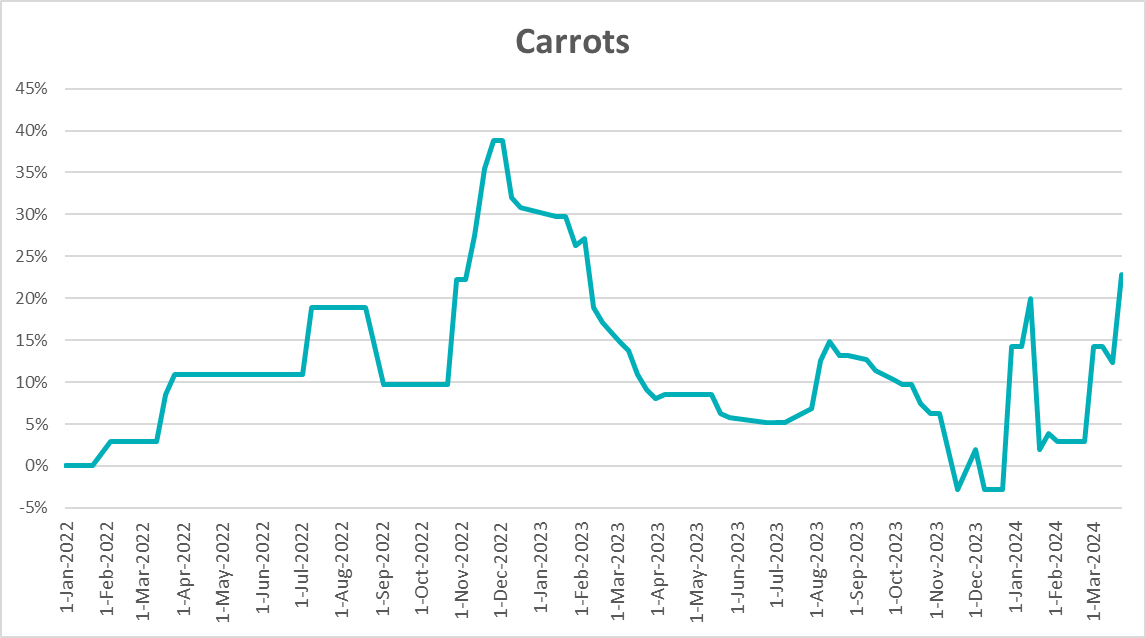 Carrots
45%
40%
35%
30%
25%
20%
15%
10%
5%
0%
-5%
1-Jan-2022
1-Feb-2022
1-Mar-2022
1-Apr-2022
1-May-2022
1-Jun-2022
1-Jul-2022
1-Aug-2022
1-Sep-2022
1-Oct-2022
1-Nov-2022
1-Dec-2022
1-Jan-2023
1-Feb-2023
1-Mar-2023
1-Apr-2023
1-May-2023
1-Jun-2023
1-Jul-2023
1-Aug-2023
1-Sep-2023
1-Oct-2023
1-Nov-2023
1-Dec-2023
1-Jan-2024
1-Feb-2024
1-Mar-2024